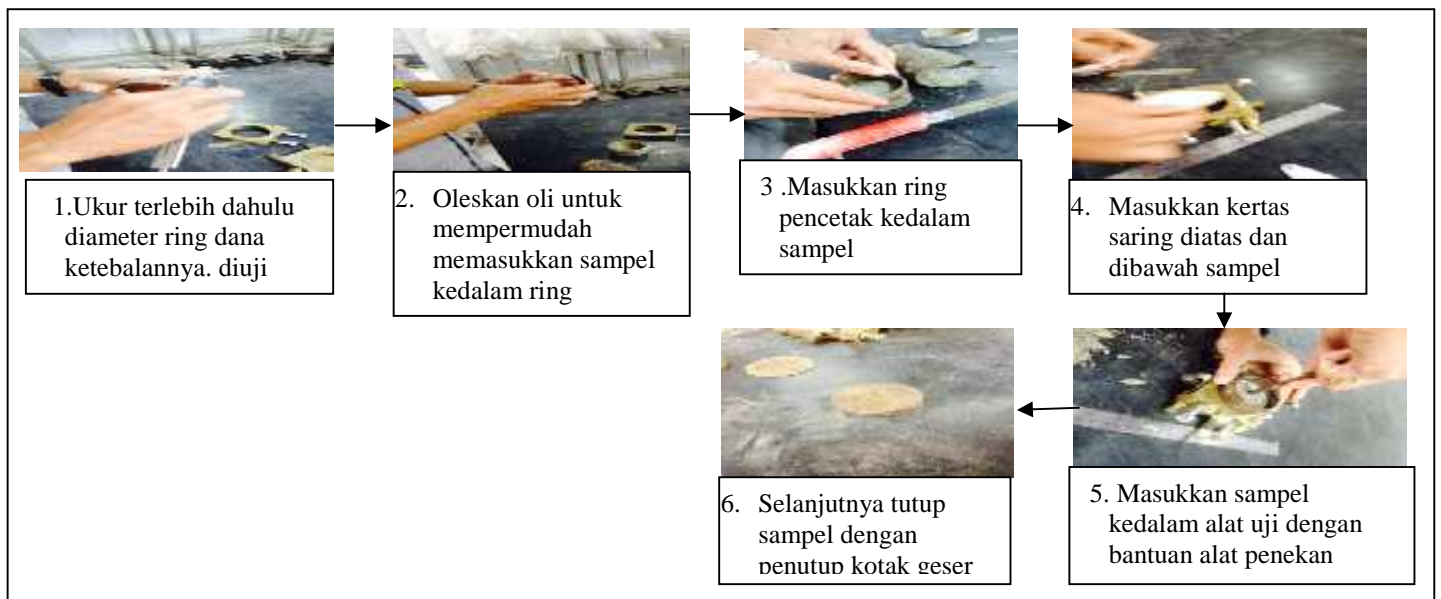 1.Ukur terlebih dahulu
diameter ring dana
ketebalannya. diuji
2. Oleskan oli untuk
mempermudah
memasukkan sampel
kedalam ring
3 .Masukkan ring
pencetak kedalam
sampel
4. Masukkan kertas
saring diatas dan
dibawah sampel
5. Masukkan sampel
kedalam alat uji dengan
bantuan alat penekan
6. Selanjutnya tutup
sampel dengan
penutup kotak geser